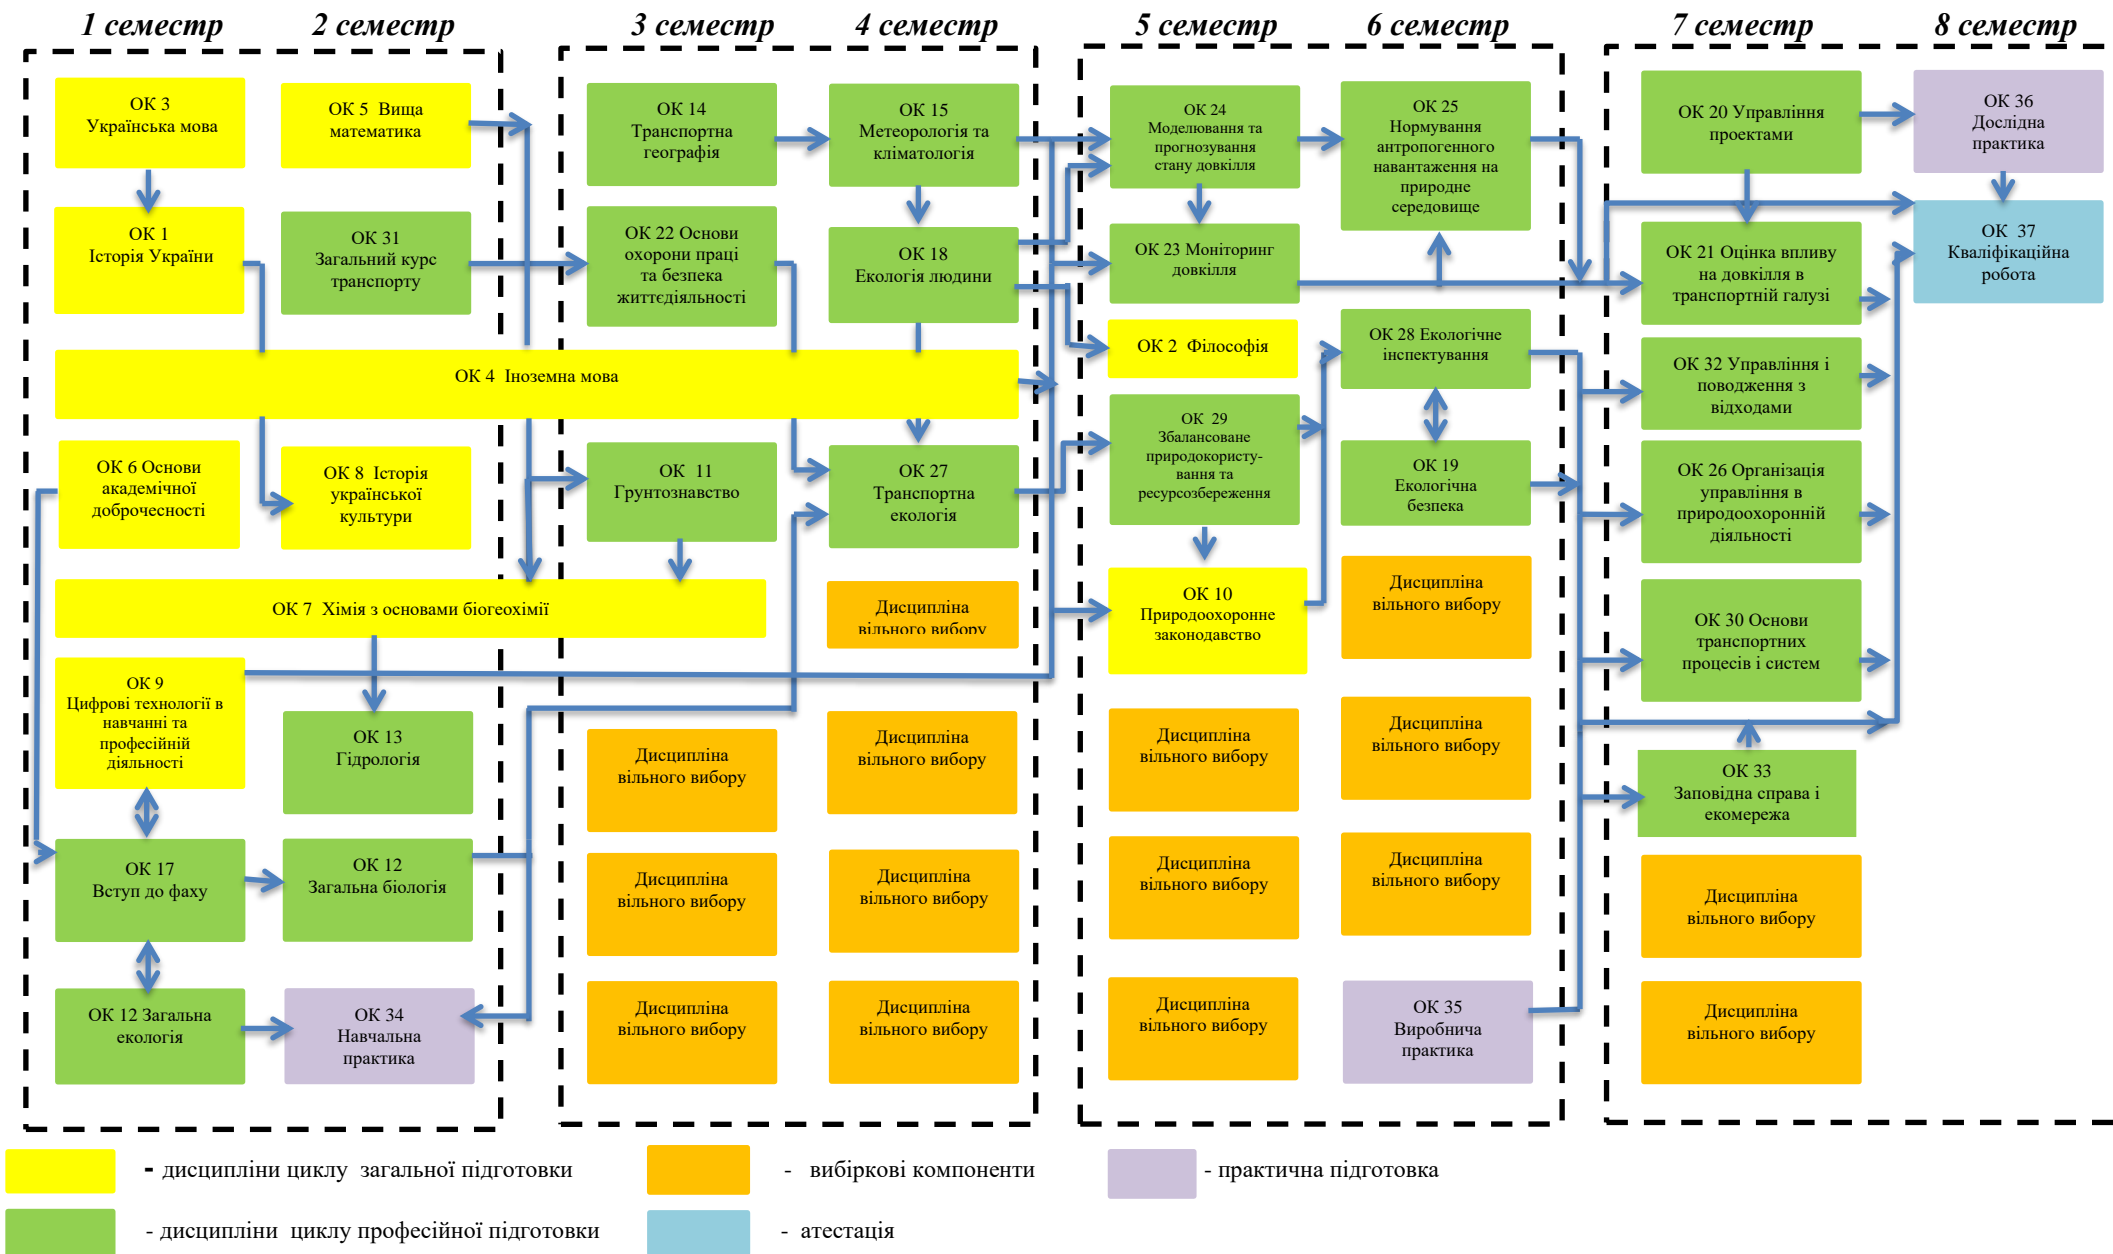 1 семестр
2 семестр
3 семестр
4 семестр
5 семестр
6 семестр
7 семестр
8 семестр
ОК 3
Українська мова
ОК 1
Історія України
ОК 6 Основи
академічної
доброчесності
ОК 9
Цифрові технології в
навчанні та
професійній
діяльності
ОК 17
Вступ до фаху
ОК 12 Загальна
екологія
ОК 5 Вища
математика
ОК 31
Загальний курс
транспорту
ОК 4 Іноземна мова
ОК 8 Історія
української
культури
ОК 7 Хімія з основами біогеохімії
ОК 13
Гідрологія
ОК 12
Загальна біологія
ОК 34
Навчальна
практика
ОК 14
Транспортна
географія
ОК 22 Основи
охорони праці
та безпека
життєдіяльності
ОК 11
Грунтознавство
Дисципліна
вільного вибору
Дисципліна
вільного вибору
Дисципліна
вільного вибору
ОК 15
Метеорологія та
кліматологія
ОК 18
Екологія людини
ОК 27
Транспортна
екологія
Дисципліна
вільного вибору
Дисципліна
вільного вибору
Дисципліна
вільного вибору
Дисципліна
вільного вибору
ОК 24
Моделювання та
прогнозування
стану довкілля
ОК 23 Моніторинг
довкілля
ОК 2 Філософія
ОК 29
Збалансоване
природокористу-
вання та
ресурсозбереження
ОК 10
Природоохоронне
законодавство
Дисципліна
вільного вибору
Дисципліна
вільного вибору
Дисципліна
вільного вибору
ОК 25
Нормування
антропогенного
навантаження на
природне
середовище
ОК 28 Екологічне
інспектування
ОК 19
Екологічна
безпека
Дисципліна
вільного вибору
Дисципліна
вільного вибору
Дисципліна
вільного вибору
ОК 35
Виробнича
практика
ОК 20 Управління
проектами
ОК 21 Оцінка впливу
на довкілля в
транспортній галузі
ОК 32 Управління і
поводження з
відходами
ОК 26 Організація
управління в
природоохоронній
діяльності
ОК 30 Основи
транспортних
процесів і систем
ОК 33
Заповідна справа і
екомережа
Дисципліна
вільного вибору
Дисципліна
вільного вибору
ОК 36
Дослідна
практика
ОК 37
Кваліфікаційна
робота
- дисципліни циклу загальної підготовки
- вибіркові компоненти
- практична підготовка
- дисципліни циклу професійної підготовки
- атестація